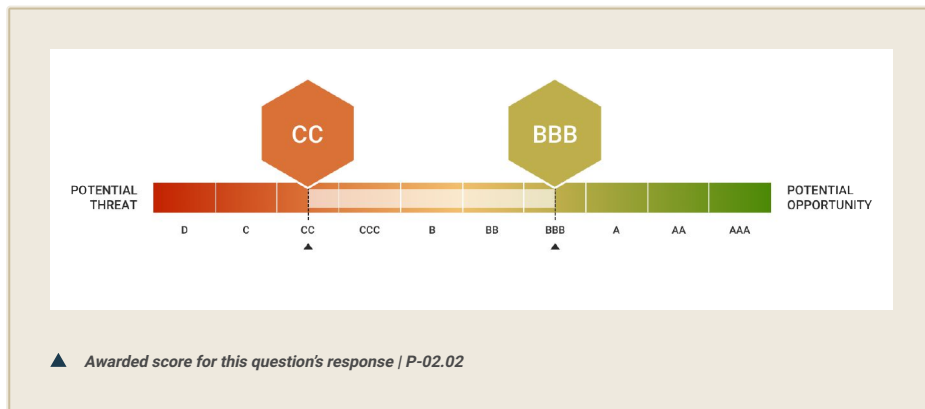 CC
BBB
POTENTIAL
THREAT
POTENTIAL
OPPORTUNITY
D C CC CCC B BB BBB A AA AAA
Awarded score for this question's response | P-02.02